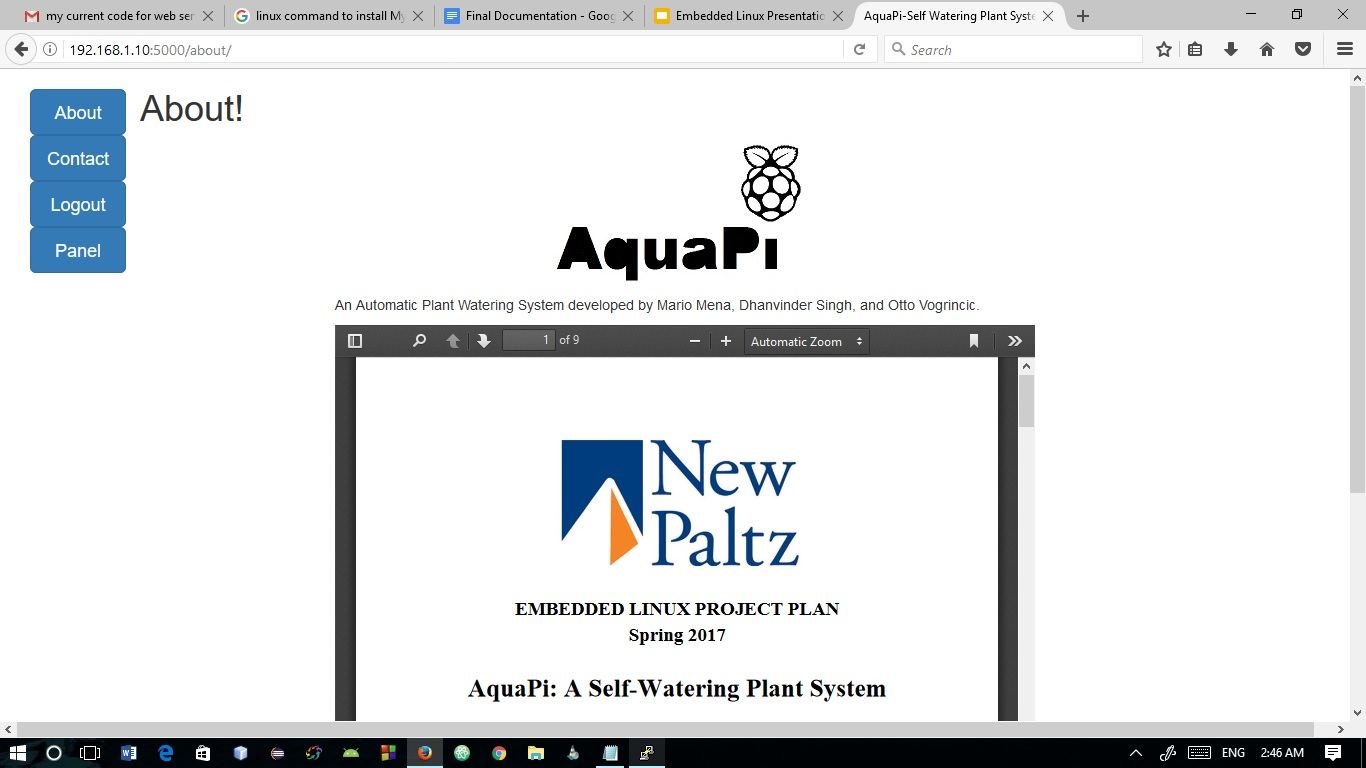 my current code for web ser
linux command to install My
Final Documentation - Goog
Embedded Linux Presentatio
AquaPi-Self Watering Plant Syste
192.168.1.10:5000/about/
Search
About
Contact
Logout
Panel
About!
AquaPi
An Automatic Plant Watering System developed by Mario Mena, Dhanvinder Singh, and Otto Vogrincic.
1 of 9
Automatic Zoom
New
Paltz
EMBEDDED LINUX PROJECT PLAN
Spring 2017
AquaPi: A Self-Watering Plant System
ENG
2:46 AM